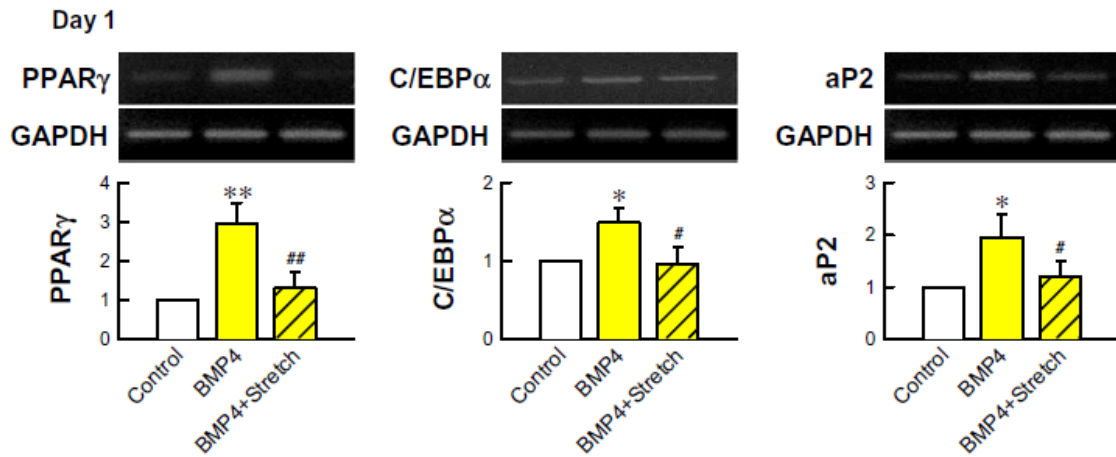 Day 1
PPARγ
GAPDH
4
3
2
1
0
PPARγ
**
##
Control
BMP4
BMP4+Stretch
C/EBPα
GAPDH
2
1
0
C/EBPα
*
#
Control
BMP4
BMP4+Stretch
aP2
GAPDH
3
2
1
0
aP2
*
#
Control
BMP4
BMP4+Stretch